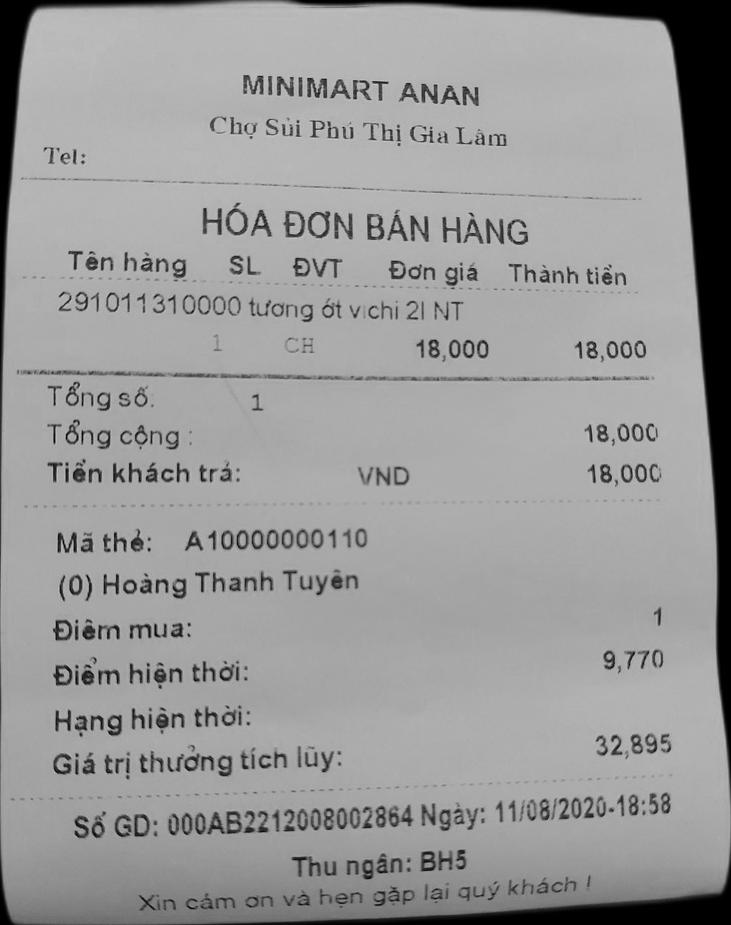 MINIMART ANAN
Chợ Sủi Phú Thị Gia Lâm
Tel:
HÓA ĐƠN BÁN HÀNG
Tên hàng SL ĐVT Đơn giá Thành tiền
291011310000 tương ớt vichi 2l NT
1 CH 18,000 18,000
Tổng số: 1
Tổng cộng : 18,000
Tiền khách trả: VND 18,000
Mã thẻ: A10000000110
(0) Hoàng Thanh Tuyên
Điểm mua: 1
Điểm hiện thời: 9,770
Hạng hiện thời:
Giá trị thưởng tích lũy: 32,895
Số GD: 000AB2212008002864 Ngày: 11/08/2020-18:58
Thu ngân: BH5
Xin cảm ơn và hẹn gặp lại quý khách !